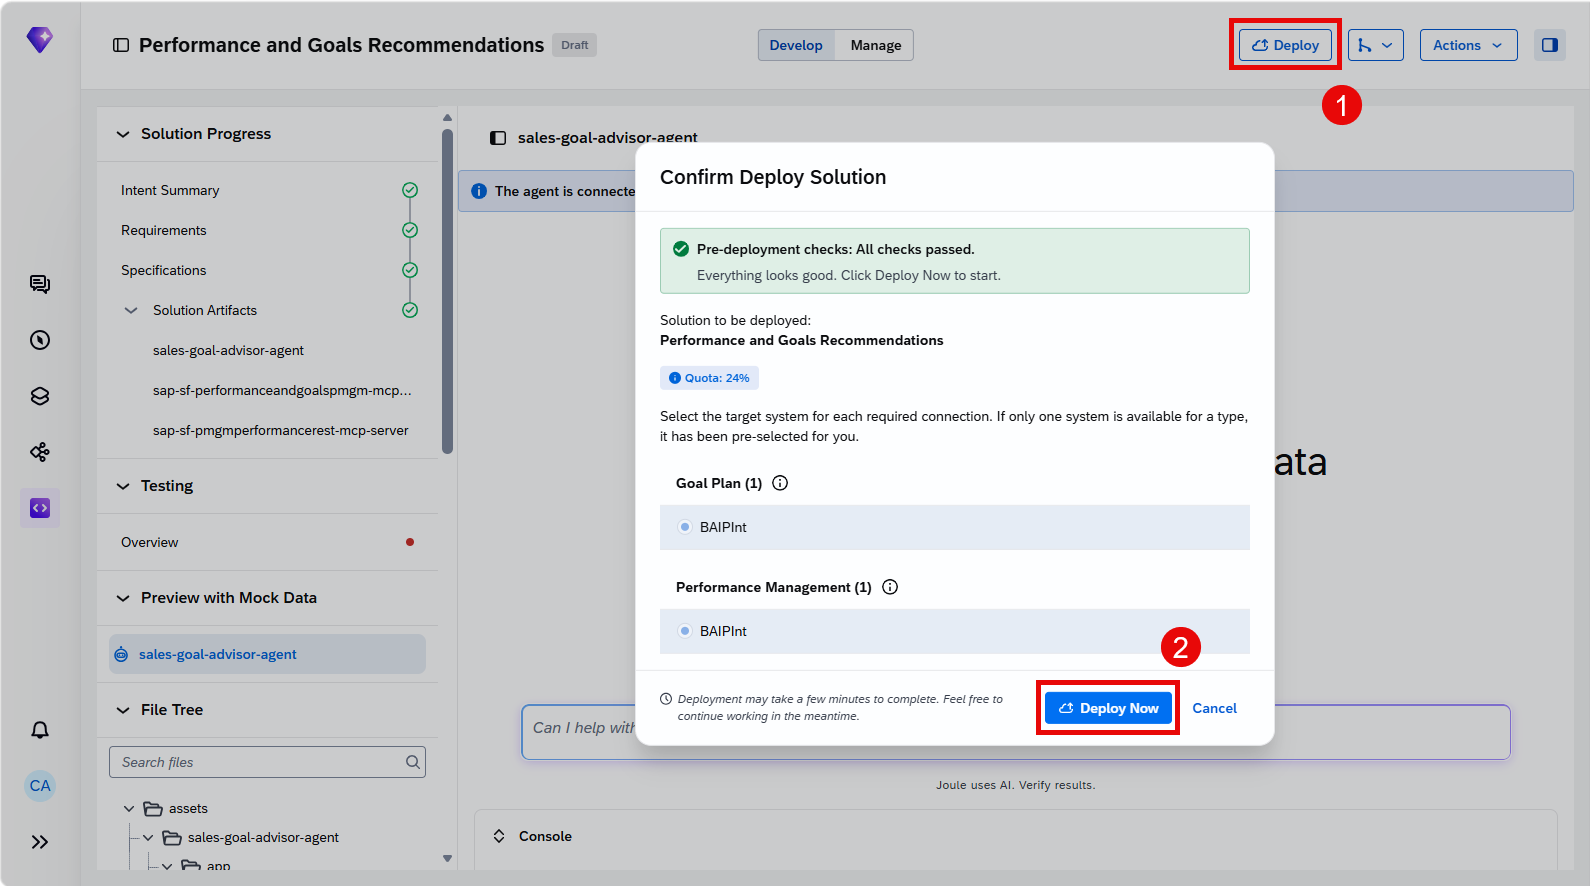 Performance and Goals Recommendations
Draft
Develop
Manage
Deploy
Actions
1
Solution Progress
Intent Summary
Requirements
Specifications
Solution Artifacts
sales-goal-advisor-agent
sap-sf-performanceandgoalspmgm-mcp...
sap-sf-pmgmperformancerest-mcp-server
Testing
Overview
Preview with Mock Data
sales-goal-advisor-agent
File Tree
Search files
assets
sales-goal-advisor-agent
app
CA
sales-goal-advisor-agent
The agent is connecte
ata
Confirm Deploy Solution
Pre-deployment checks: All checks passed.
Everything looks good. Click Deploy Now to start.
Solution to be deployed:
Performance and Goals Recommendations
Quota: 24%
Select the target system for each required connection. If only one system is available for a type,
it has been pre-selected for you.
Goal Plan (1)
BAIPInt
Performance Management (1)
BAIPInt
2
Deployment may take a few minutes to complete. Feel free to
continue working in the meantime.
Deploy Now
Cancel
Can I help with
Joule uses AI. Verify results.
Console